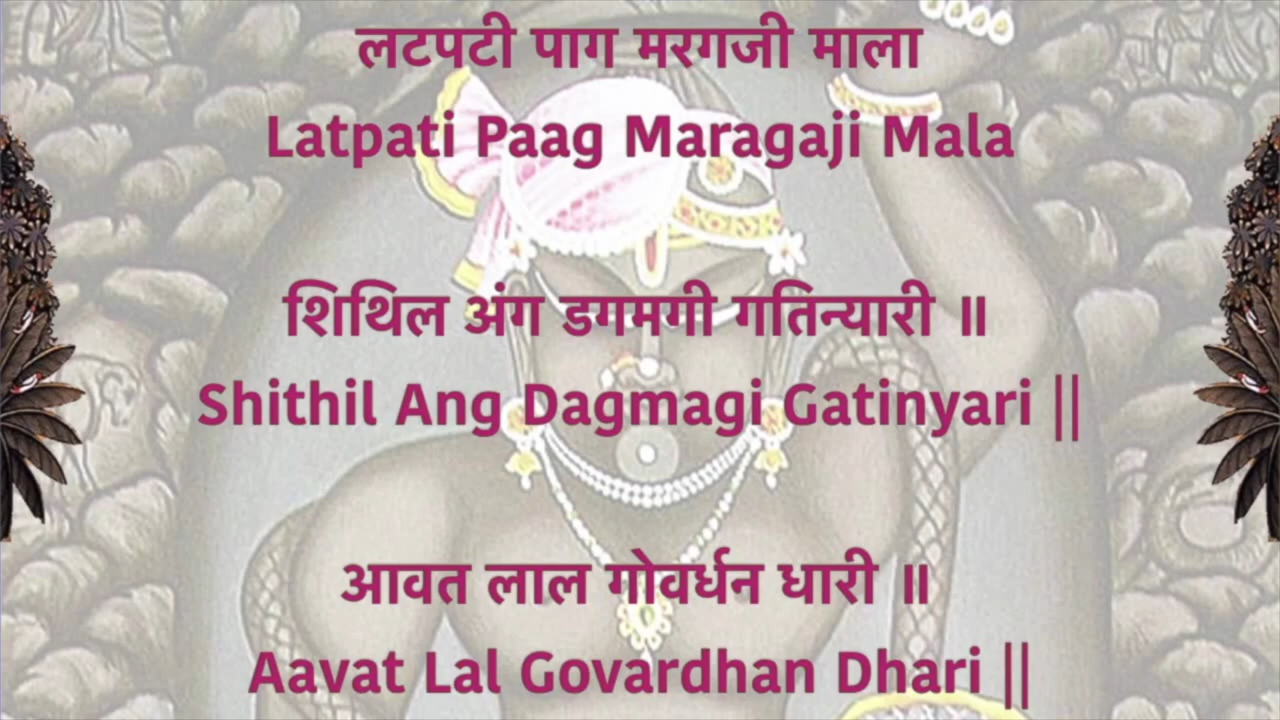 लटपटी पाग मरगजी माला
Latpati Paag Maragaji Mala
शिथिल अंग डगमगी गतिन्यारी ॥
Shithil Ang Dagmagi Gatinyari ||
आवत लाल गोवर्धन धारी ॥
Aavat Lal Govardhan Dhari ||